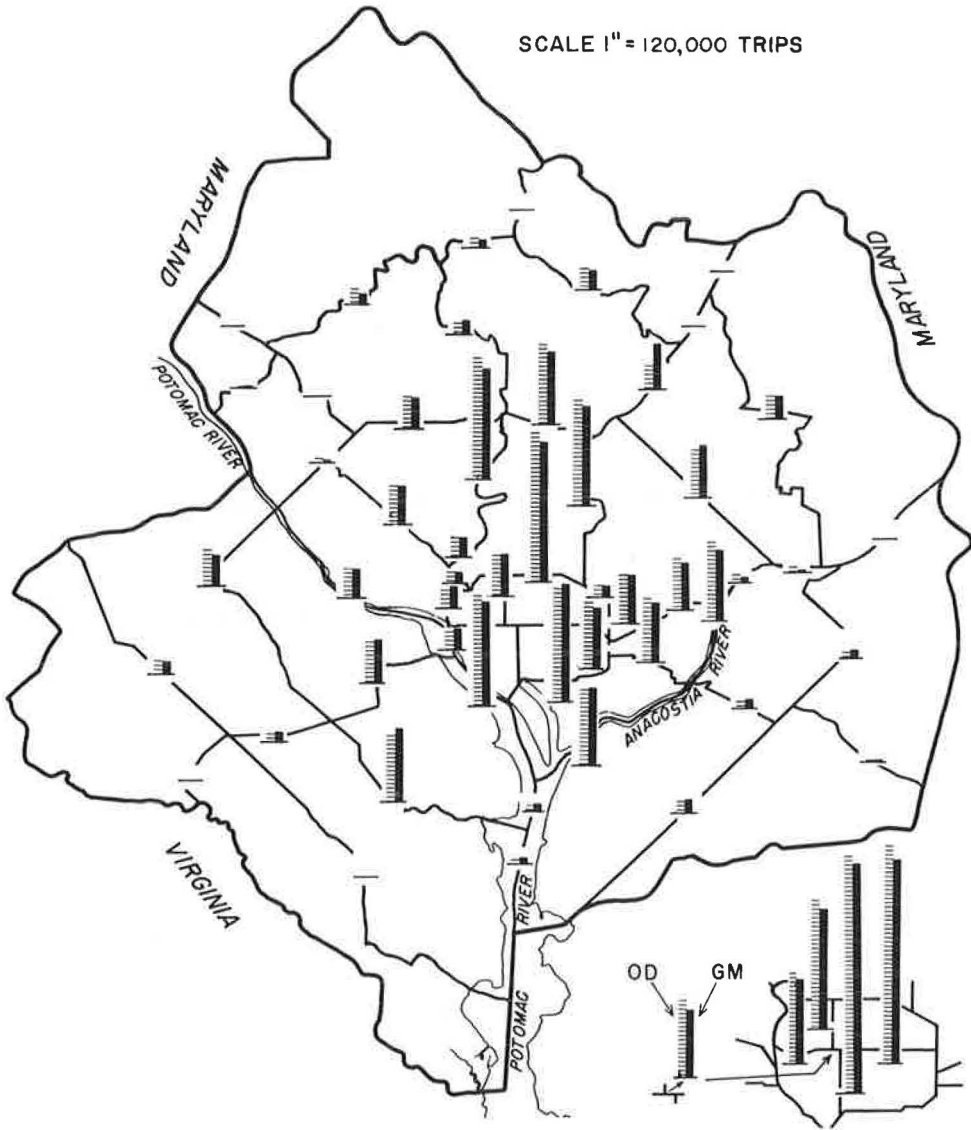 SCALE 1" = 120,000 TRIPS
MARYLAND
MARYLAND
POTOMAC RIVER
ANACOSTIA RIVER
VIRGINIA
RIVER
POTOMAC
OD
GM